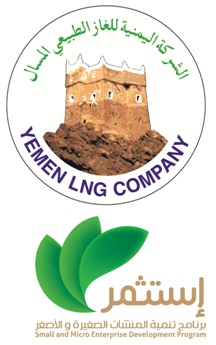 الشركة اليمنية للغاز الطبيعي المسال
YEMEN LNG COMPANY
إستثمر
برنامج تنمية المنشآت الصغيرة و الأصغر
Small and Micro Enterprise Development Program